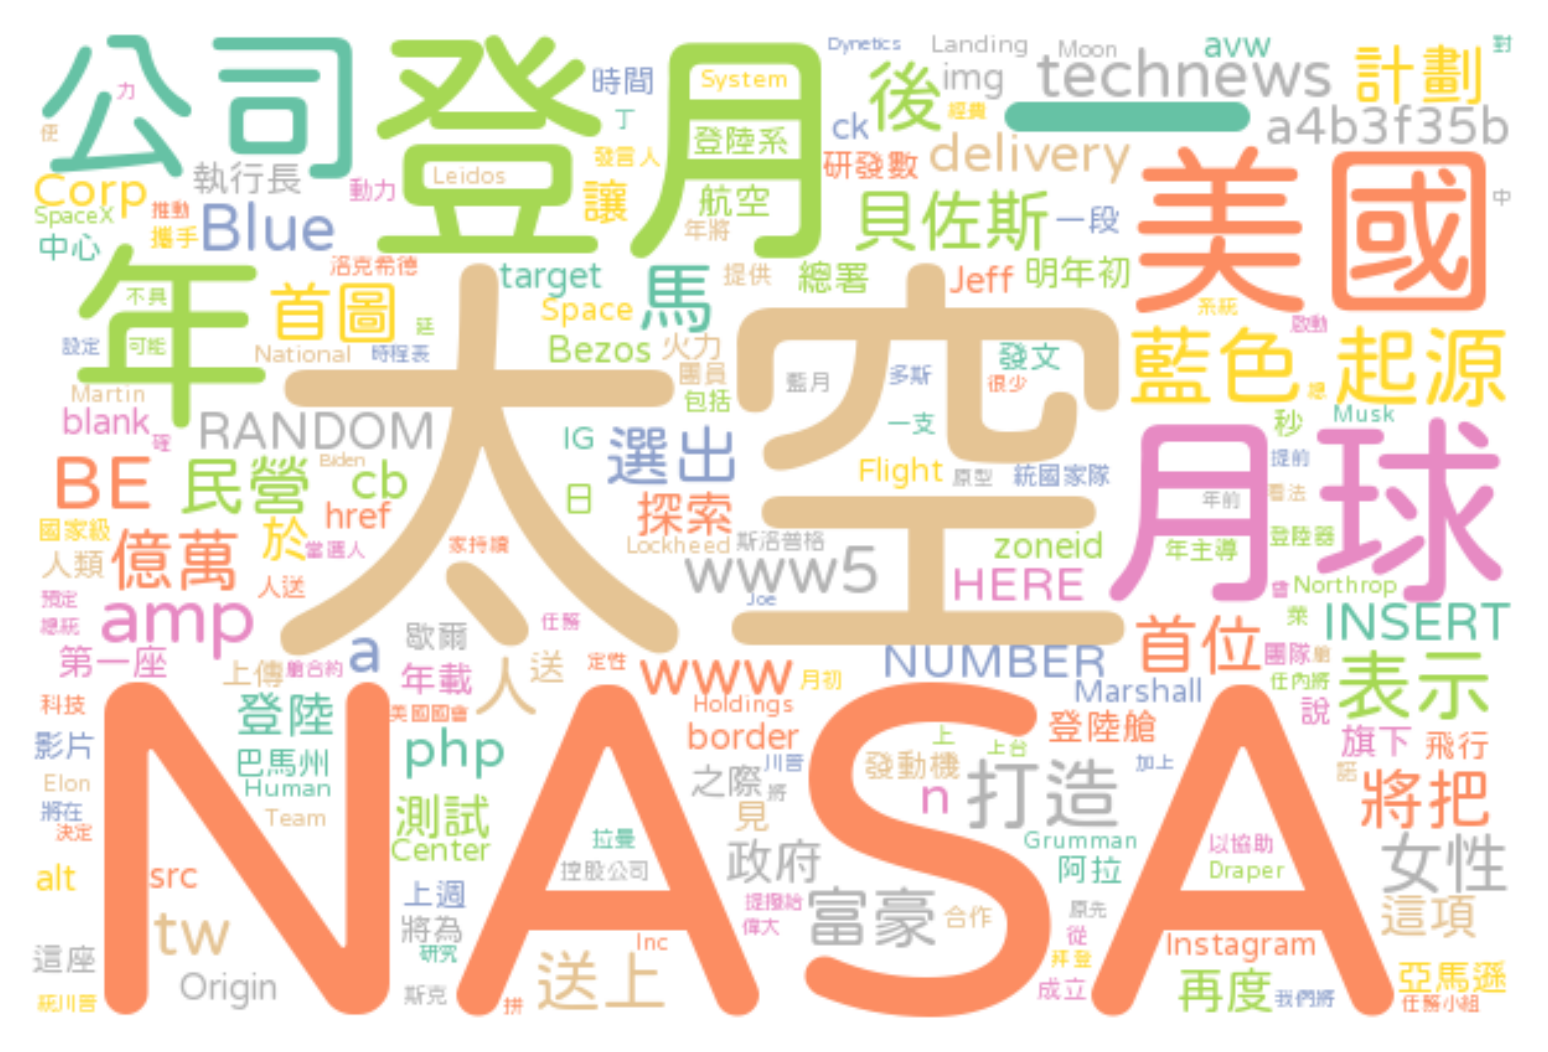 公司
登月
一
美國
力
使
時間
System
Dynetics
Landing
Moon
img
technews
avw
計劃
對
後
經費
a4b3f35b
丁
登陸系
ck
delivery
執行長
Leidos
發言人
研發數
Corp
動力
讓
航空
貝佐斯
一段
中
SpaceX
推動
攜手
Blue
年將
中心
年
不具
可能
洛克希德
target
馬
提供
總署
Jeff
明年初
系統
啟動
首圖
延
Space
設定
National
時程表
Bezos
火力
發文
藍色
起源
太空
Martin
團員
包括
藍月
多斯
很少
總
blank
確
RANDOM
IG
選出
一支
秒
Musk
Biden
BE
民營
cb
Flight
原型
統國家隊
月球
提前
看法
年前
href
日
探索
國家級
人類
億萬
於
當選人
家持續
Lockheed
斯洛普格
zoneid
年主導
登陸器
人送
www5
HERE
會
Northrop
預定
總統
amp
Joe
任務
萊
INSERT
第一座
a
歇爾
首位
團隊
艙
上傳
艙合約
年載
人
送
定性
www
月初
NUMBER
任內將
表示
Marshall
NASA
科技
登陸
美國國會
Holdings
登陸艙
說
影片
php
border
上
上台
旗下
飛行
巴馬州
之際
川普
發動機
加上
諾
Elon
Human
將
n
打造
將把
將在
Team
測試
見
決定
Center
拉曼
政府
Grumman
以協助
女性
alt
src
控股公司
阿拉
Draper
上週
提撥給
富豪
合作
原先
這項
tw
將為
偉大
從
這座
研究
Inc
拜登
Instagram
Origin
斯克
送上
成立
再度
亞馬遜
統川普
拼
我們將
任務小組